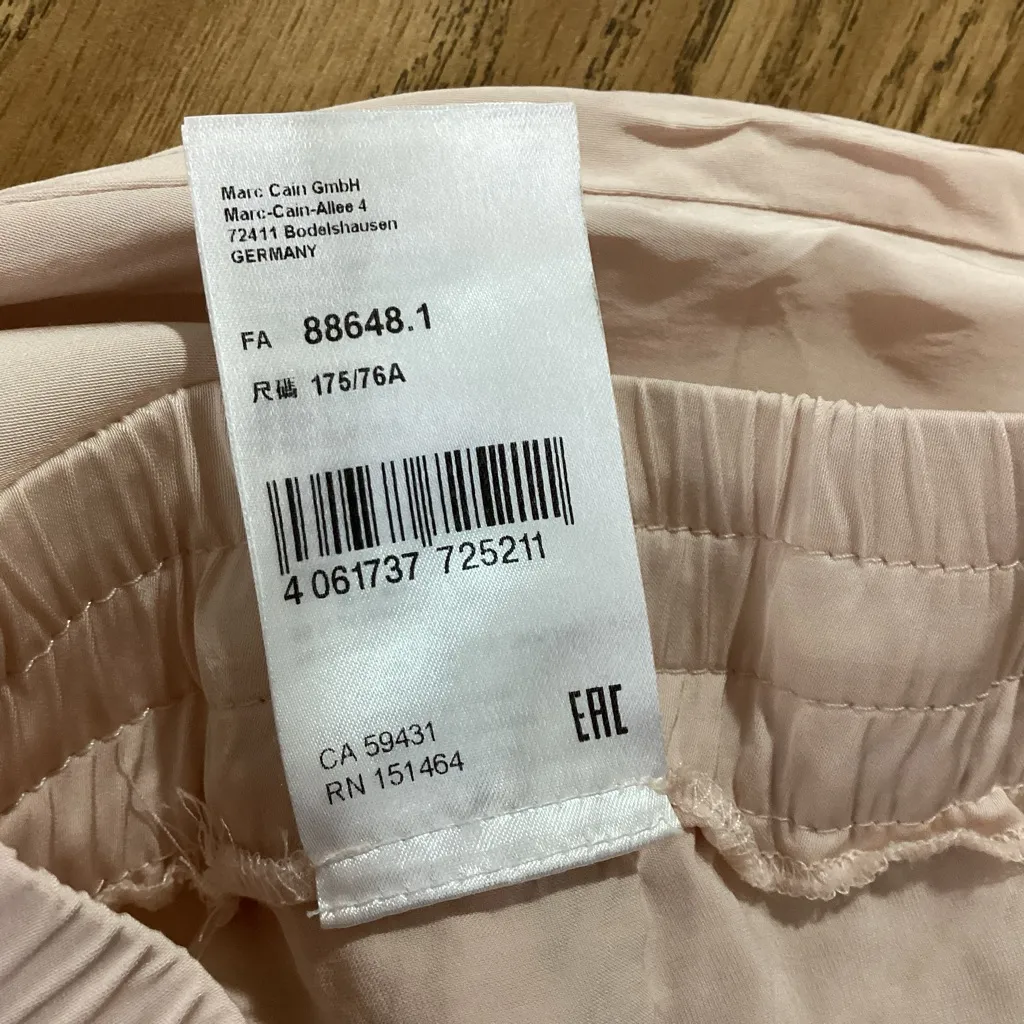 Marc Cain GmbH
Marc-Cain-Allee 4
72411 Bodelshausen
GERMANY
FA 88648.1
尺碼 175/76A
4 061737 725211
EAC
CA 59431
RN 151464